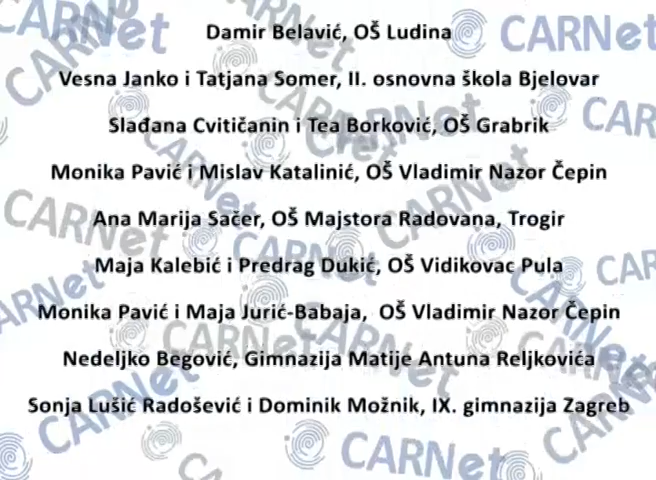 Damir Belavić, OŠ Ludina
Vesna Janko i Tatjana Somer, II. osnovna škola Bjelovar
Slađana Cvitičanin i Tea Borković, OŠ Grabrik
Monika Pavić i Mislav Katalinić, OŠ Vladimir Nazor Čepin
Ana Marija Sačer, OŠ Majstora Radovana, Trogir
Maja Kalebić i Predrag Dukić, OŠ Vidikovac Pula
Monika Pavić i Maja Jurić-Babaja, OŠ Vladimir Nazor Čepin
Nedeljko Begović, Gimnazija Matije Antuna Reljkovića
Sonja Lušić Radošević i Dominik Možnik, IX. gimnazija Zagreb
CARNet